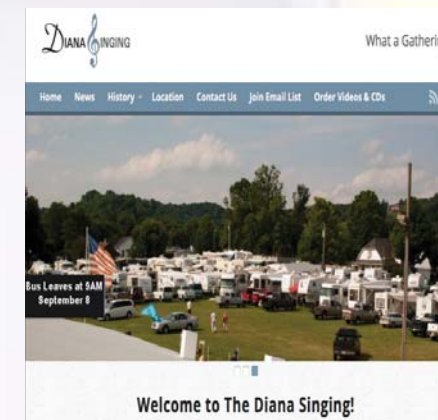 DIANA SINGING
What a Gatherin
Home News History Location Contact Us Join Email List Order Videos & CDs
Bus Leaves at 9AM
September 8
Welcome to The Diana Singing!